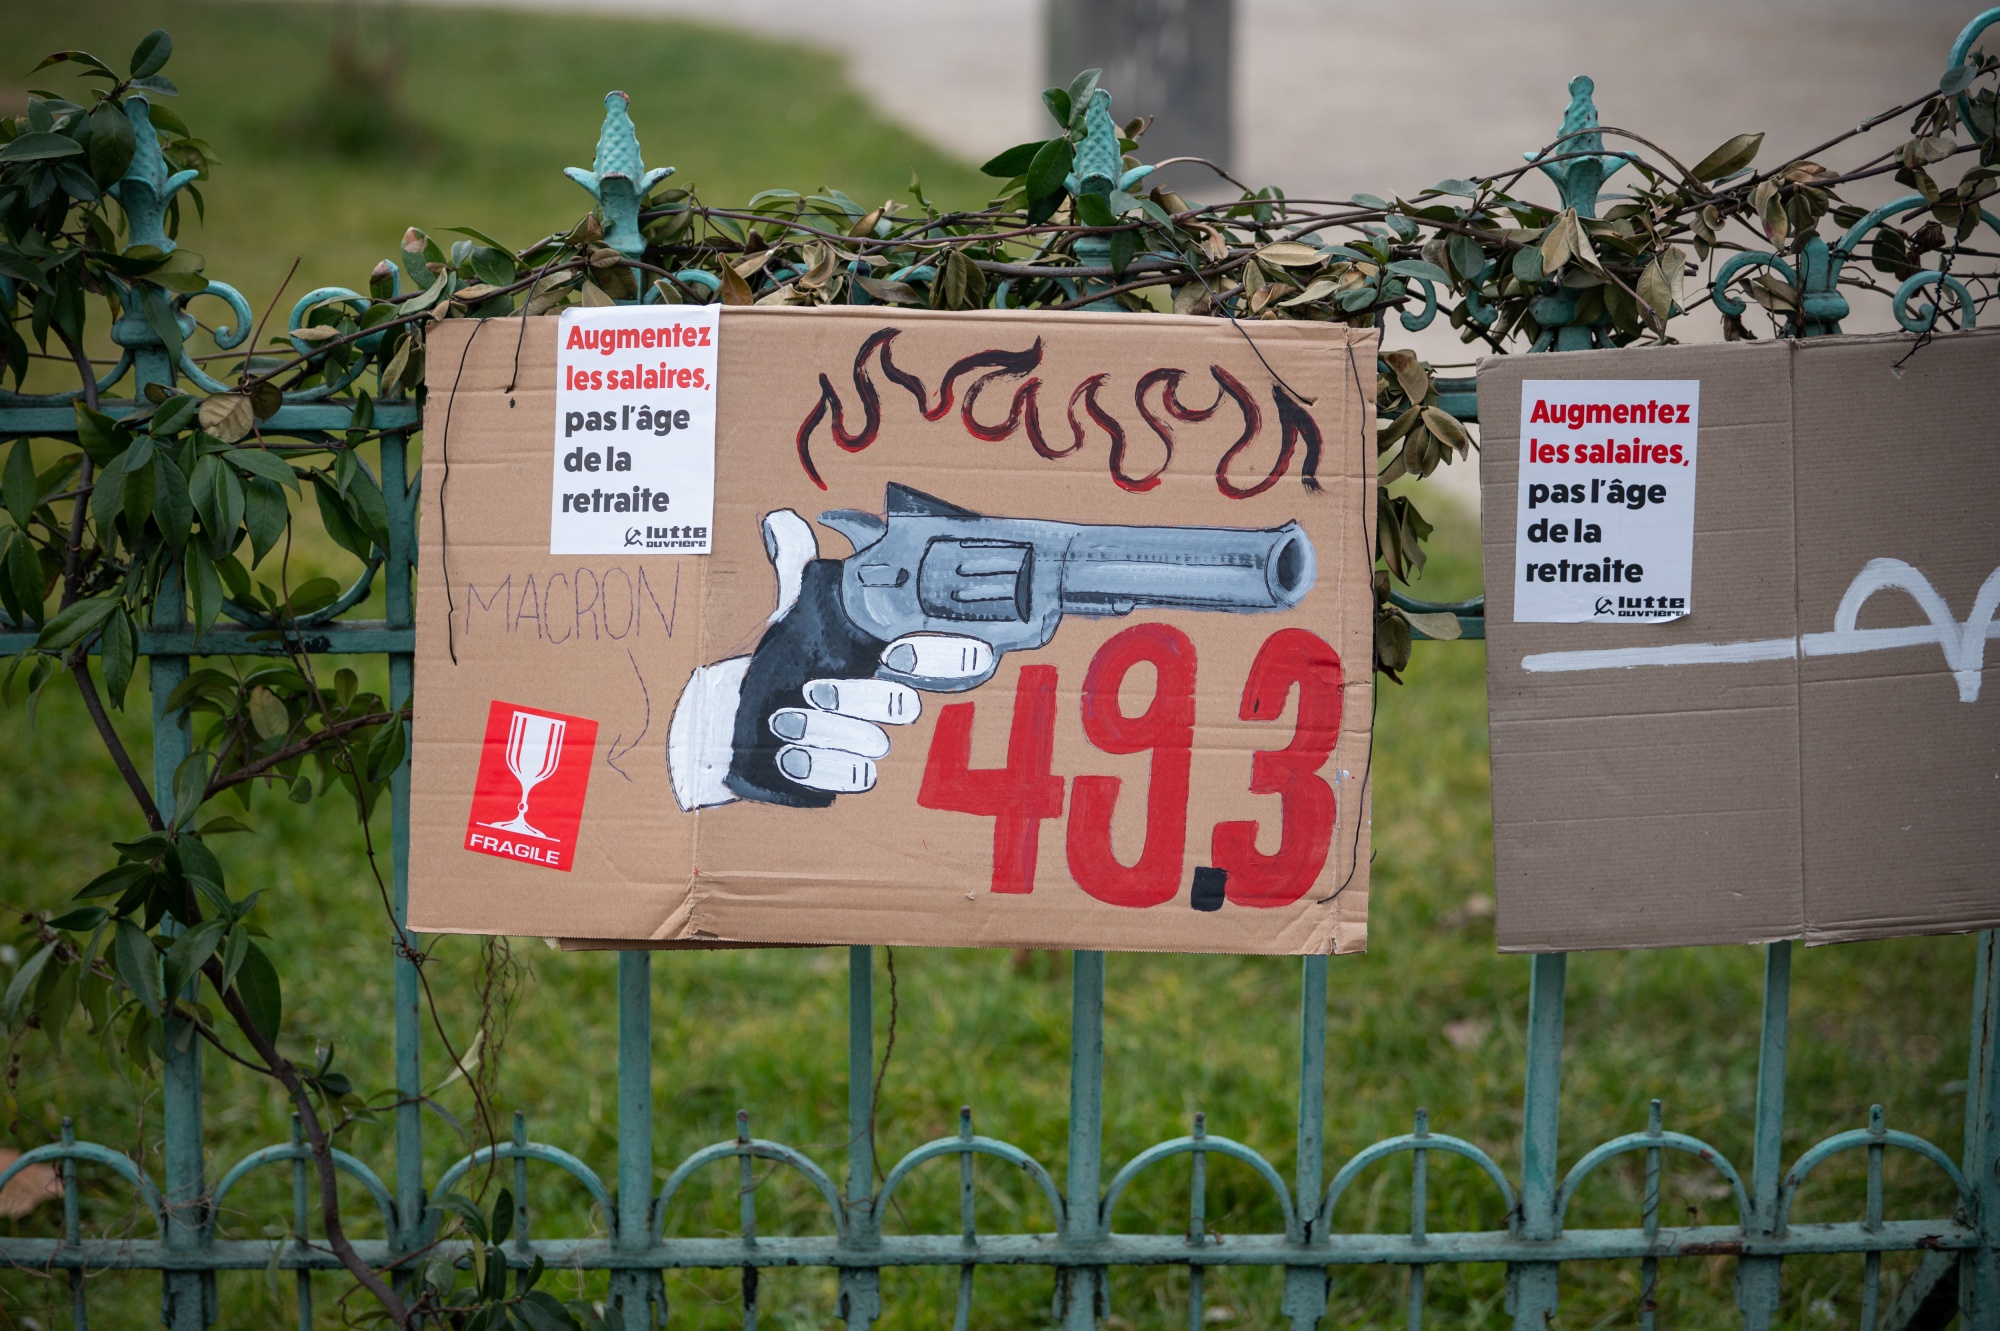 Augmentez
les salaires,
pas l'âge
de la
retraite
lutte
ouvrière
MACRON
FRAGILE
49.3
Augmentez
les salaires,
pas l'âge
de la
retraite
lutte
ouvrière